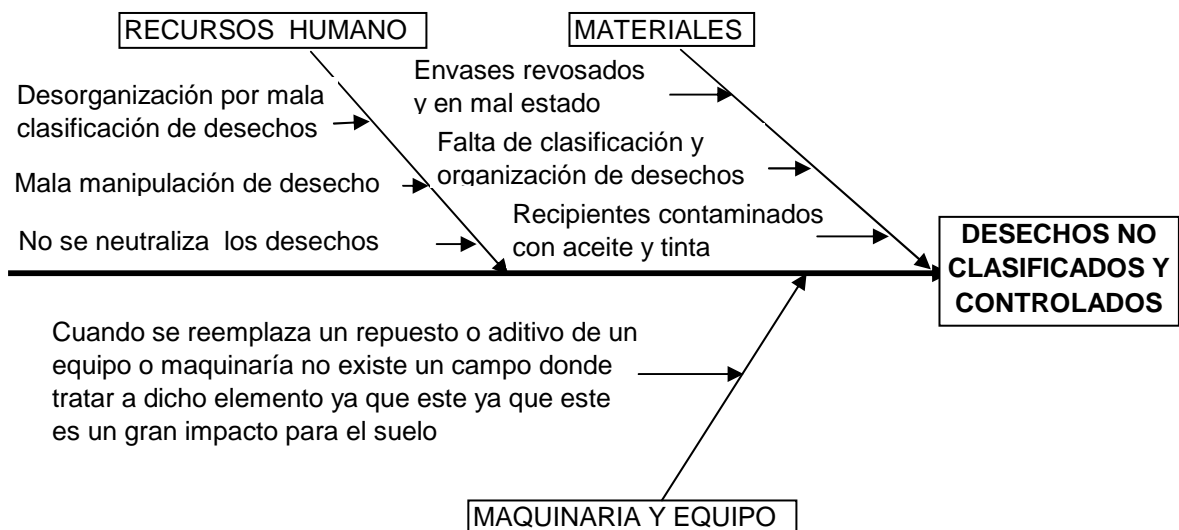 RECURSOS HUMANO
Desorganización por mala
clasificación de desechos
Mala manipulación de desecho
No se neutraliza los desechos
MATERIALES
Envases revosados
y en mal estado
Falta de clasificación y
organización de desechos
Recipientes contaminados
con aceite y tinta
DESECHOS NO
CLASIFICADOS Y
CONTROLADOS
Cuando se reemplaza un repuesto o aditivo de un
equipo o maquinaría no existe un campo donde
tratar a dicho elemento ya que este ya que este
es un gran impacto para el suelo
MAQUINARIA Y EQUIPO